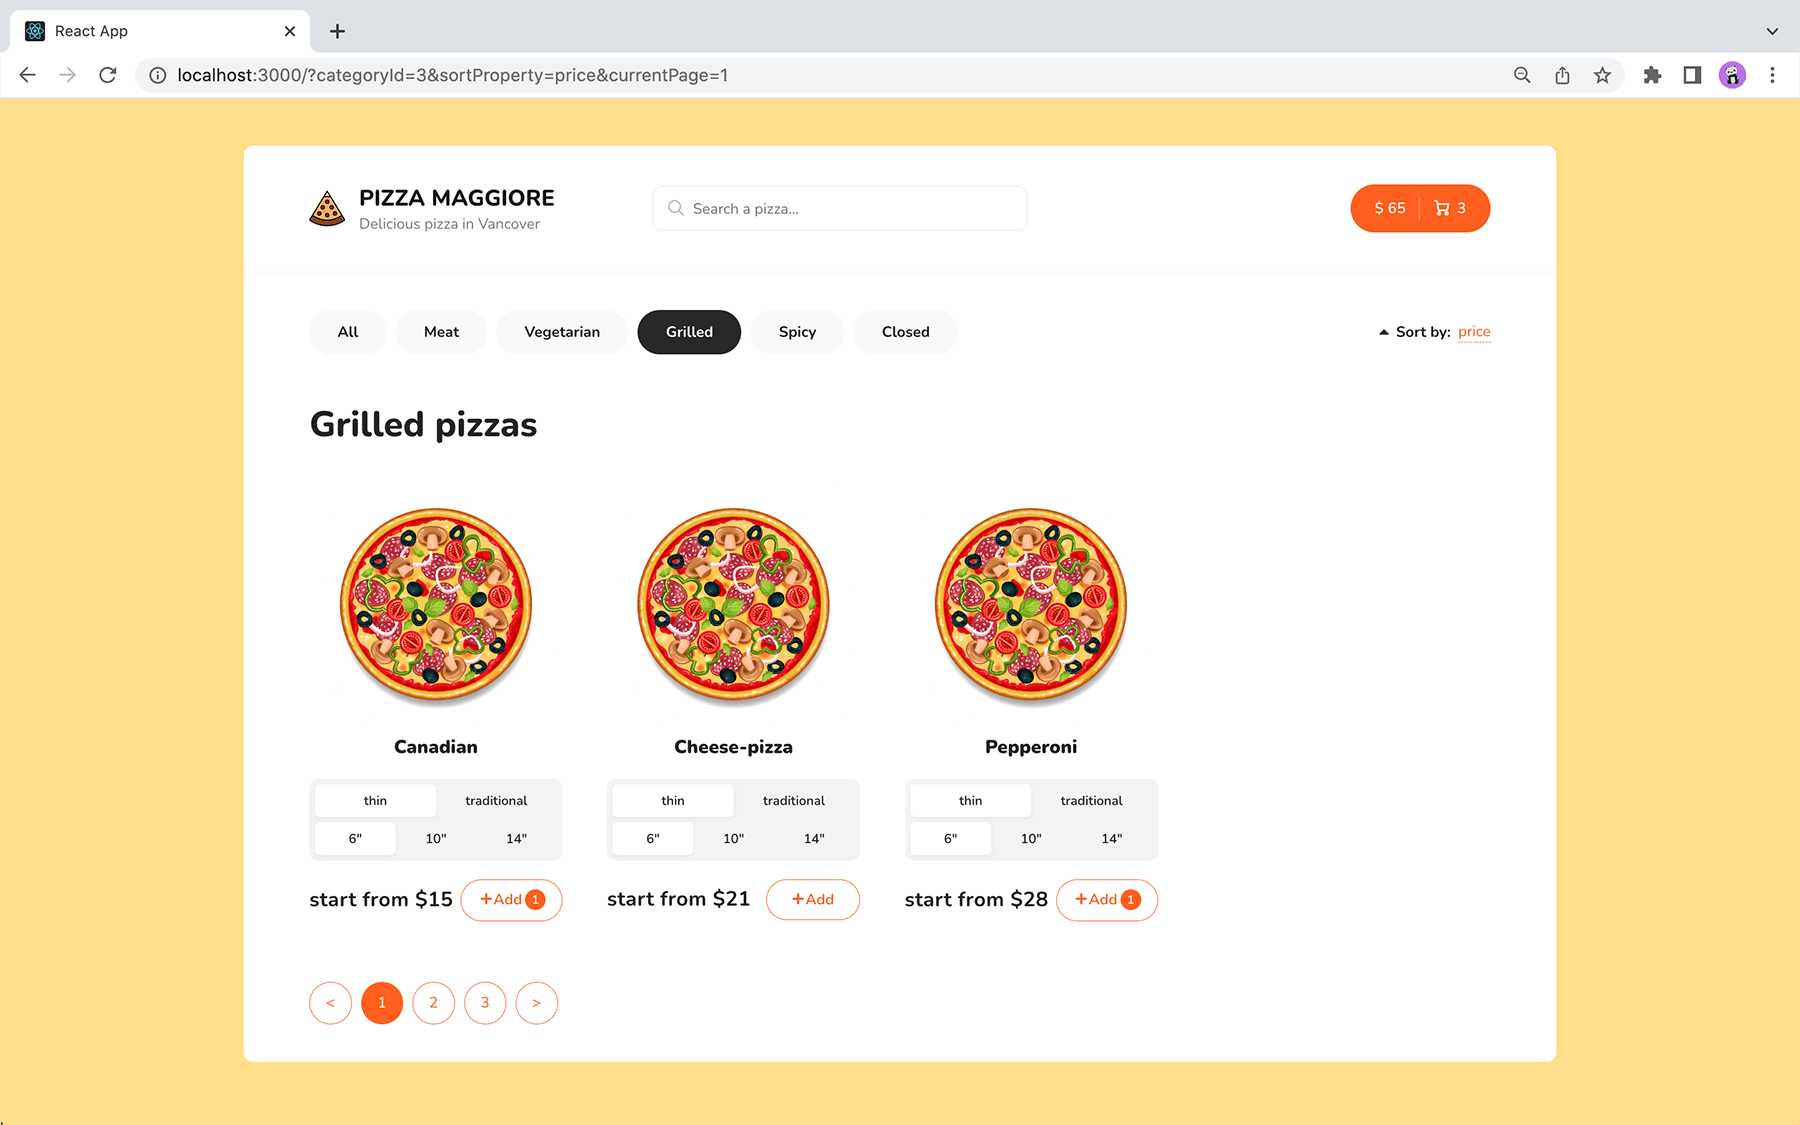 React App
localhost:3000/?categoryId=3&sortProperty=price&currentPage=1
PIZZA MAGGIORE
Delicious pizza in Vancover
Search a pizza...
$ 65 3
All Meat Vegetarian Grilled Spicy Closed
Sort by: price
Grilled pizzas
Canadian Cheese-pizza Pepperoni
thin traditional thin traditional thin traditional
6" 10" 14" 6" 10" 14" 6" 10" 14"
start from $15 +Add 1 start from $21 +Add start from $28 +Add 1
< 1 2 3 >